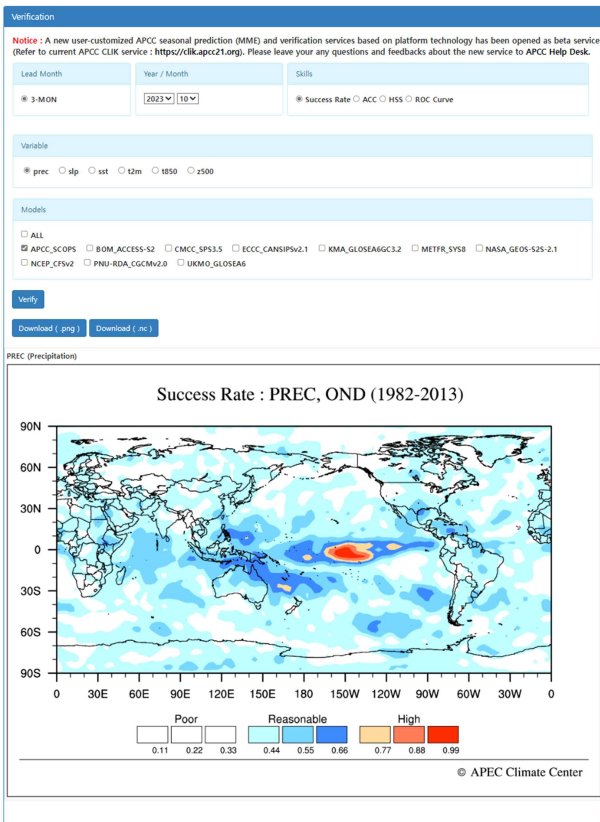 Verification
Notice : A new user-customized APCC seasonal prediction (MME) and verification services based on platform technology has been opened as beta service
(Refer to current APCC CLIK service : https://clik.apcc21.org). Please leave your any questions and feedbacks about the new service to APCC Help Desk.
Lead Month Year / Month Skills
3-MON 2023 10 Success Rate ACC HSS ROC Curve
Variable
prec slp sst t2m t850 z500
Models
ALL
APCC_SCOPS BOM_ACCESS-S2 CMCC_SPS3.5 ECCC_CANSIPSv2.1 KMA_GLOSEA6GC3.2 METFR_SYS8 NASA_GEOS-S2S-2.1
NCEP_CFSv2 PNU-RDA_CGCMv2.0 UKMO_GLOSEA6
Verify
Download ( .png ) Download ( .nc )
PREC (Precipitation)
Success Rate : PREC, OND (1982-2013)
90N
60N
30N
0
30S
60S
90S
0 30E 60E 90E 120E 150E 180 150W 120W 90W 60W 30W 0
Poor Reasonable High
0.11 0.22 0.33 0.44 0.55 0.66 0.77 0.88 0.99
© APEC Climate Center